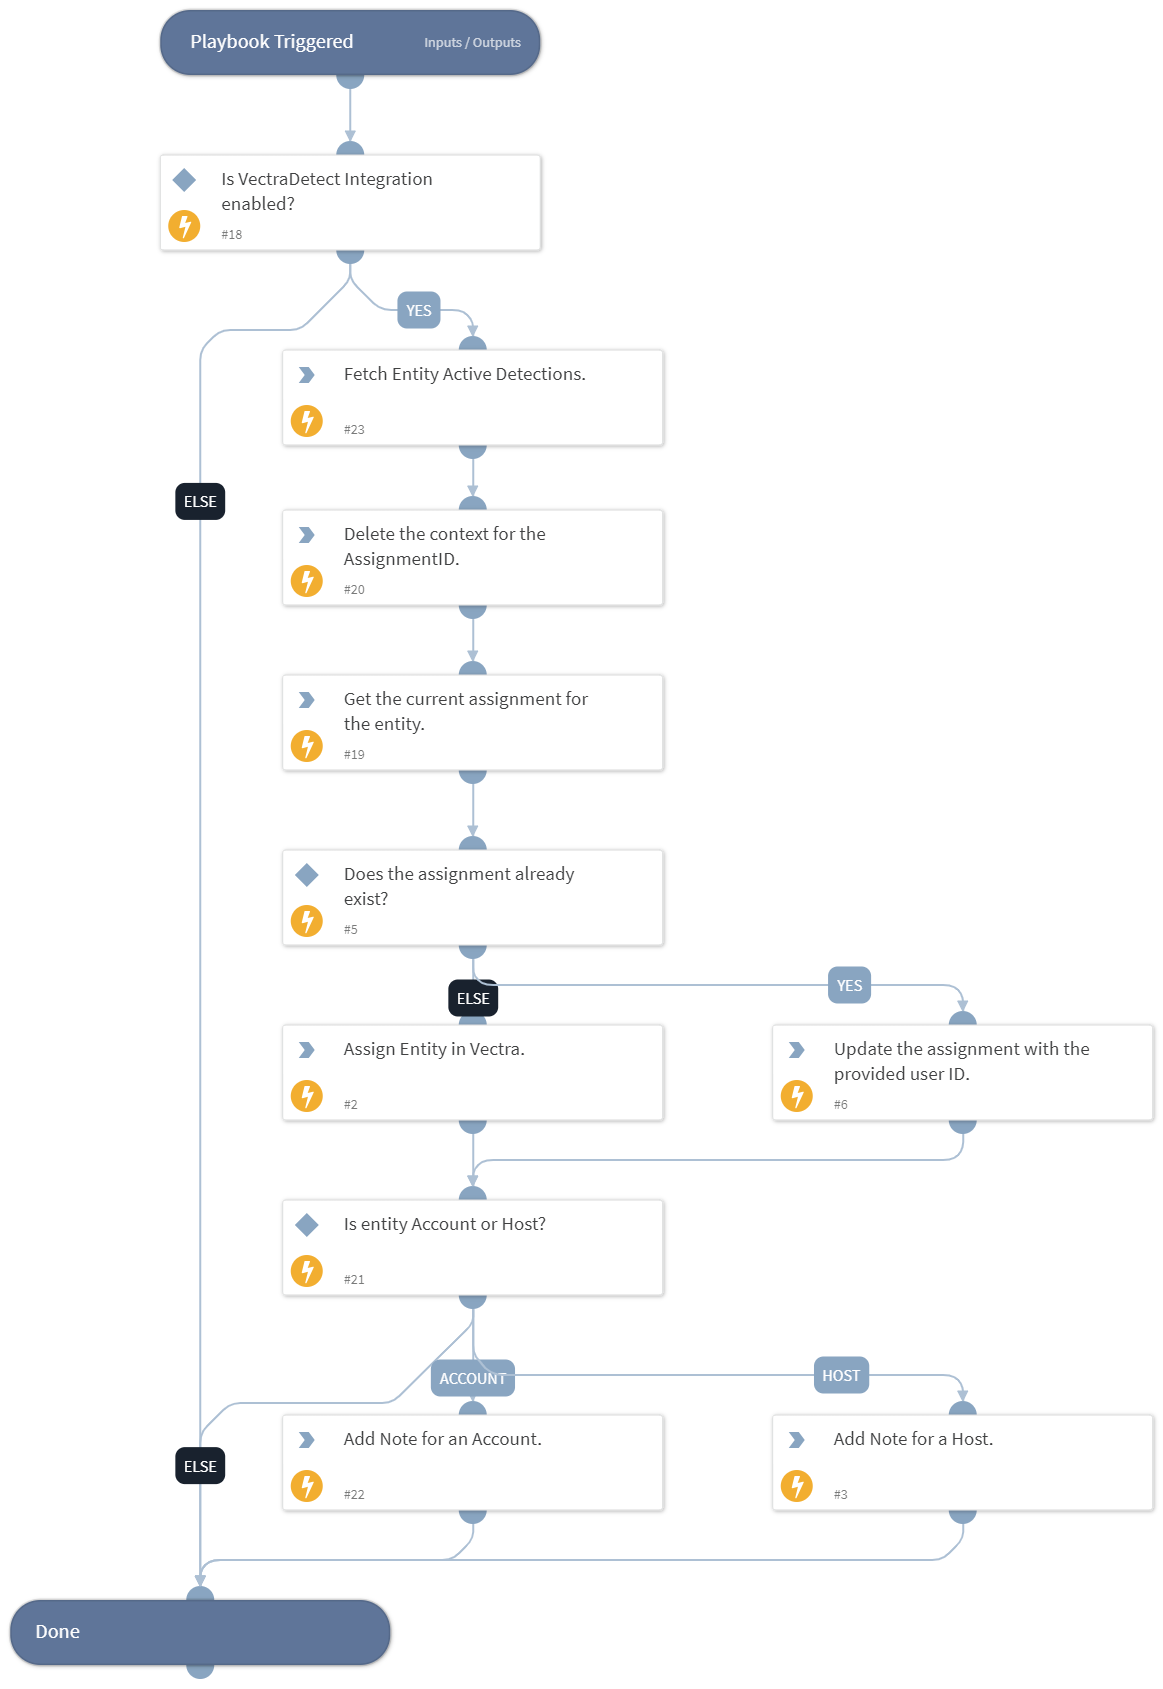 Playbook Triggered
Inputs / Outputs
Is VectraDetect Integration
enabled?
#18
YES
Fetch Entity Active Detections.
#23
ELSE
Delete the context for the
AssignmentID.
#20
Get the current assignment for
the entity.
#19
Does the assignment already
exist?
#5
ELSE
YES
Assign Entity in Vectra.
#2
Update the assignment with the
provided user ID.
#6
Is entity Account or Host?
#21
ACCOUNT
HOST
ELSE
Add Note for an Account.
#22
Add Note for a Host.
#3
Done